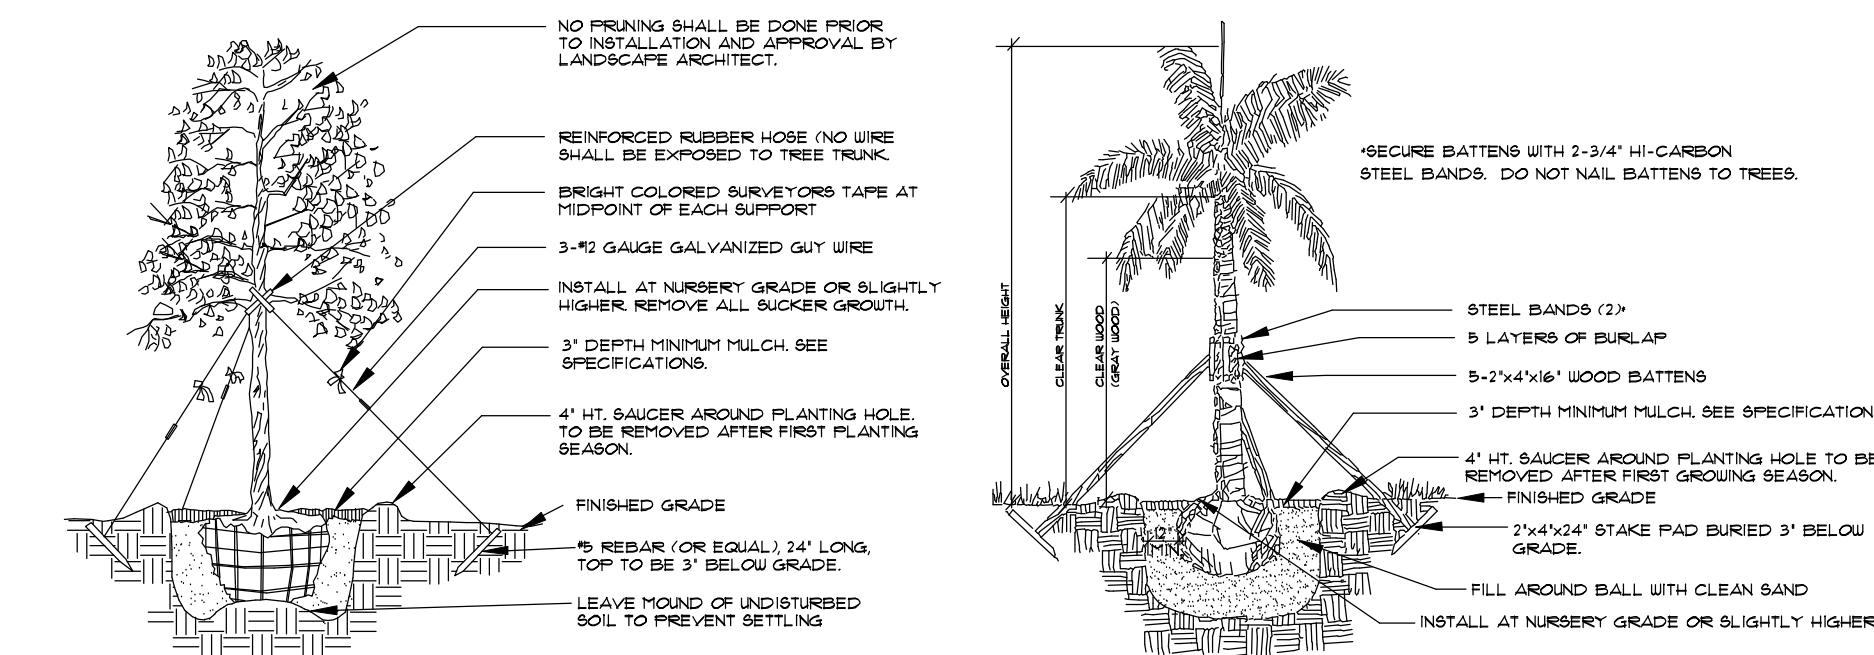 NO PRUNING SHALL BE DONE PRIOR
TO INSTALLATION AND APPROVAL BY
LANDSCAPE ARCHITECT.
REINFORCED RUBBER HOSE (NO WIRE
SHALL BE EXPOSED TO TREE TRUNK.
BRIGHT COLORED SURVEYORS TAPE AT
MIDPOINT OF EACH SUPPORT
3-#12 GAUGE GALVANIZED GUY WIRE
INSTALL AT NURSERY GRADE OR SLIGHTLY
HIGHER. REMOVE ALL SUCKER GROWTH.
3" DEPTH MINIMUM MULCH. SEE
SPECIFICATIONS.
4" HT. SAUCER AROUND PLANTING HOLE.
TO BE REMOVED AFTER FIRST PLANTING
SEASON.
FINISHED GRADE
#5 REBAR (OR EQUAL), 24" LONG,
TOP TO BE 3" BELOW GRADE.
LEAVE MOUND OF UNDISTURBED
SOIL TO PREVENT SETTLING
OVERALL HEIGHT
CLEAR TRUNK
CLEAR WOOD
(GRAY WOOD)
12"
MIN.
*SECURE BATTENS WITH 2-3/4" HI-CARBON
STEEL BANDS. DO NOT NAIL BATTENS TO TREES.
STEEL BANDS (2)*
5 LAYERS OF BURLAP
5-2"x4"x16" WOOD BATTENS
3" DEPTH MINIMUM MULCH. SEE SPECIFICATION
4" HT. SAUCER AROUND PLANTING HOLE TO BE
REMOVED AFTER FIRST GROWING SEASON.
FINISHED GRADE
2"x4"x24" STAKE PAD BURIED 3" BELOW
GRADE.
FILL AROUND BALL WITH CLEAN SAND
INSTALL AT NURSERY GRADE OR SLIGHTLY HIGHER